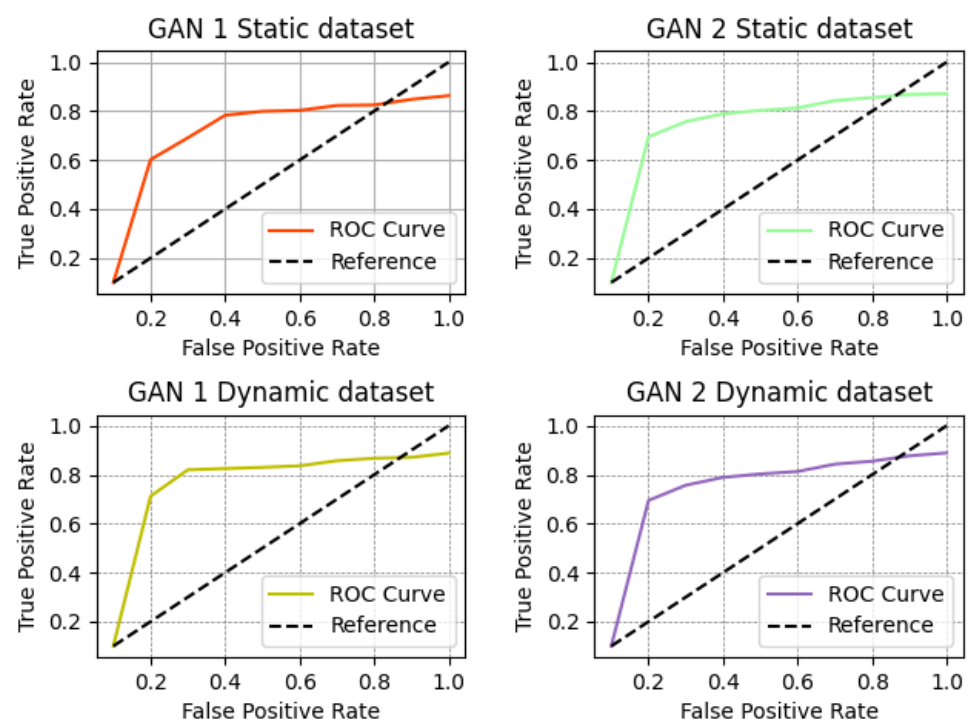 GAN 1 Static dataset
1.0
0.8
0.6
0.4
0.2
True Positive Rate
ROC Curve
Reference
0.2 0.4 0.6 0.8 1.0
False Positive Rate
GAN 2 Static dataset
1.0
0.8
0.6
0.4
0.2
True Positive Rate
ROC Curve
Reference
0.2 0.4 0.6 0.8 1.0
False Positive Rate
GAN 1 Dynamic dataset
1.0
0.8
0.6
0.4
0.2
True Positive Rate
ROC Curve
Reference
0.2 0.4 0.6 0.8 1.0
False Positive Rate
GAN 2 Dynamic dataset
1.0
0.8
0.6
0.4
0.2
True Positive Rate
ROC Curve
Reference
0.2 0.4 0.6 0.8 1.0
False Positive Rate